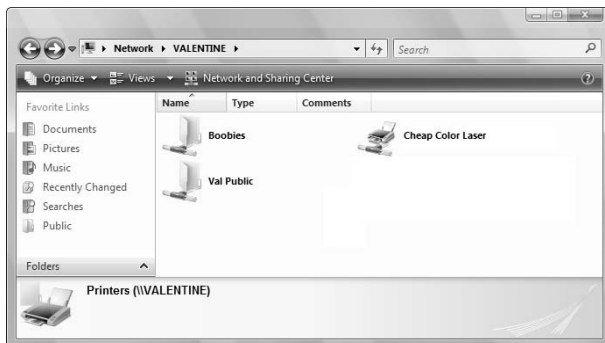 Network ▸ VALENTINE ▸
Search
Organize Views Network and Sharing Center
Favorite Links
Documents
Pictures
Music
Recently Changed
Searches
Public
Folders
Name Type Comments
Boobies
Cheap Color Laser
Val Public
Printers (\\VALENTINE)